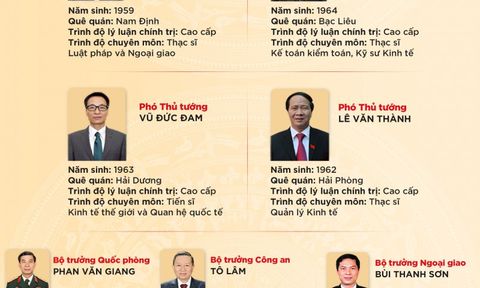 Năm sinh: 1959
Quê quán: Nam Định
Trình độ lý luận chính trị: Cao cấp
Trình độ chuyên môn: Thạc sĩ
Luật pháp và Ngoại giao
Năm sinh: 1964
Quê quán: Bạc Liêu
Trình độ lý luận chính trị: Cao cấp
Trình độ chuyên môn: Thạc sĩ
Kế toán kiểm toán, Kỹ sư Kinh tế
Phó Thủ tướng
VŨ ĐỨC ĐAM
Năm sinh: 1963
Quê quán: Hải Dương
Trình độ lý luận chính trị: Cao cấp
Trình độ chuyên môn: Tiến sĩ
Kinh tế thế giới và Quan hệ quốc tế
Phó Thủ tướng
LÊ VĂN THÀNH
Năm sinh: 1962
Quê quán: Hải Phòng
Trình độ lý luận chính trị: Cao cấp
Trình độ chuyên môn: Thạc sĩ
Quản lý Kinh tế
Bộ trưởng Quốc phòng
PHAN VĂN GIANG
Bộ trưởng Công an
TÔ LÂM
Bộ trưởng Ngoại giao
BÙI THANH SƠN